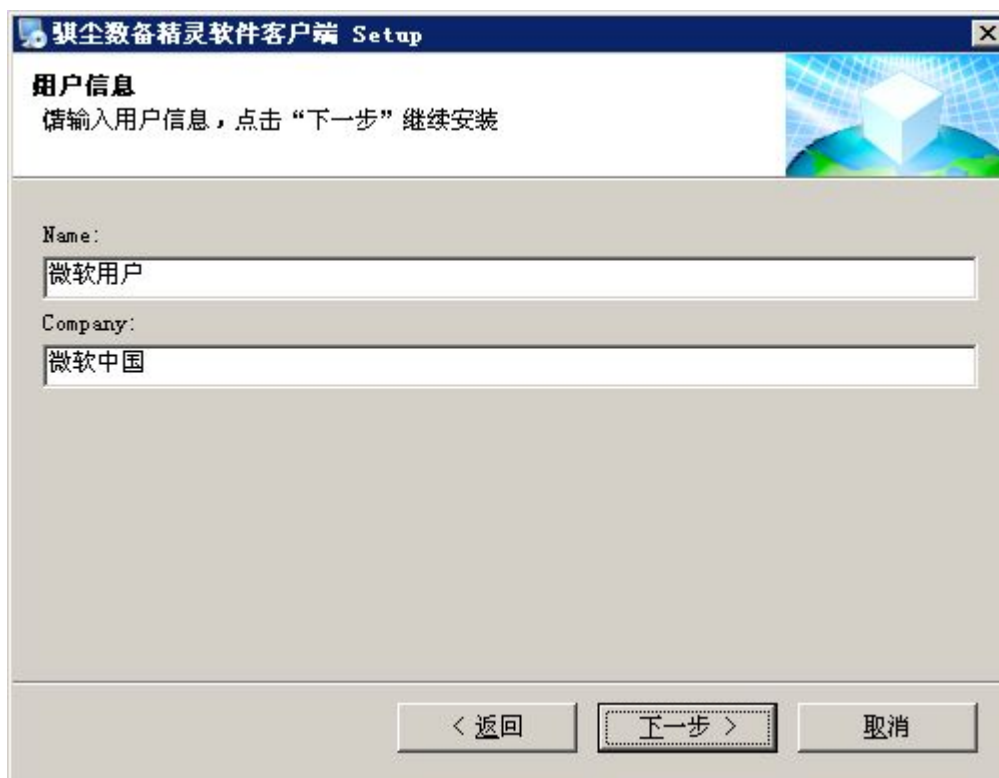 骐尘数备精灵软件客户端 Setup
用户信息
请输入用户信息，点击“下一步”继续安装
Name:
微软用户
Company:
微软中国
< 返回
下一步 >
取消